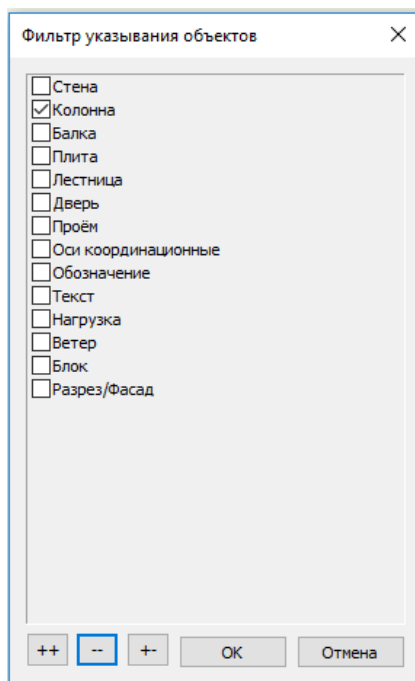 Фильтр указывания объектов
Стена
Колонна
Балка
Плита
Лестница
Дверь
Проём
Оси координационные
Обозначение
Текст
Нагрузка
Ветер
Блок
Разрез/Фасад
++ -- +- OK Отмена